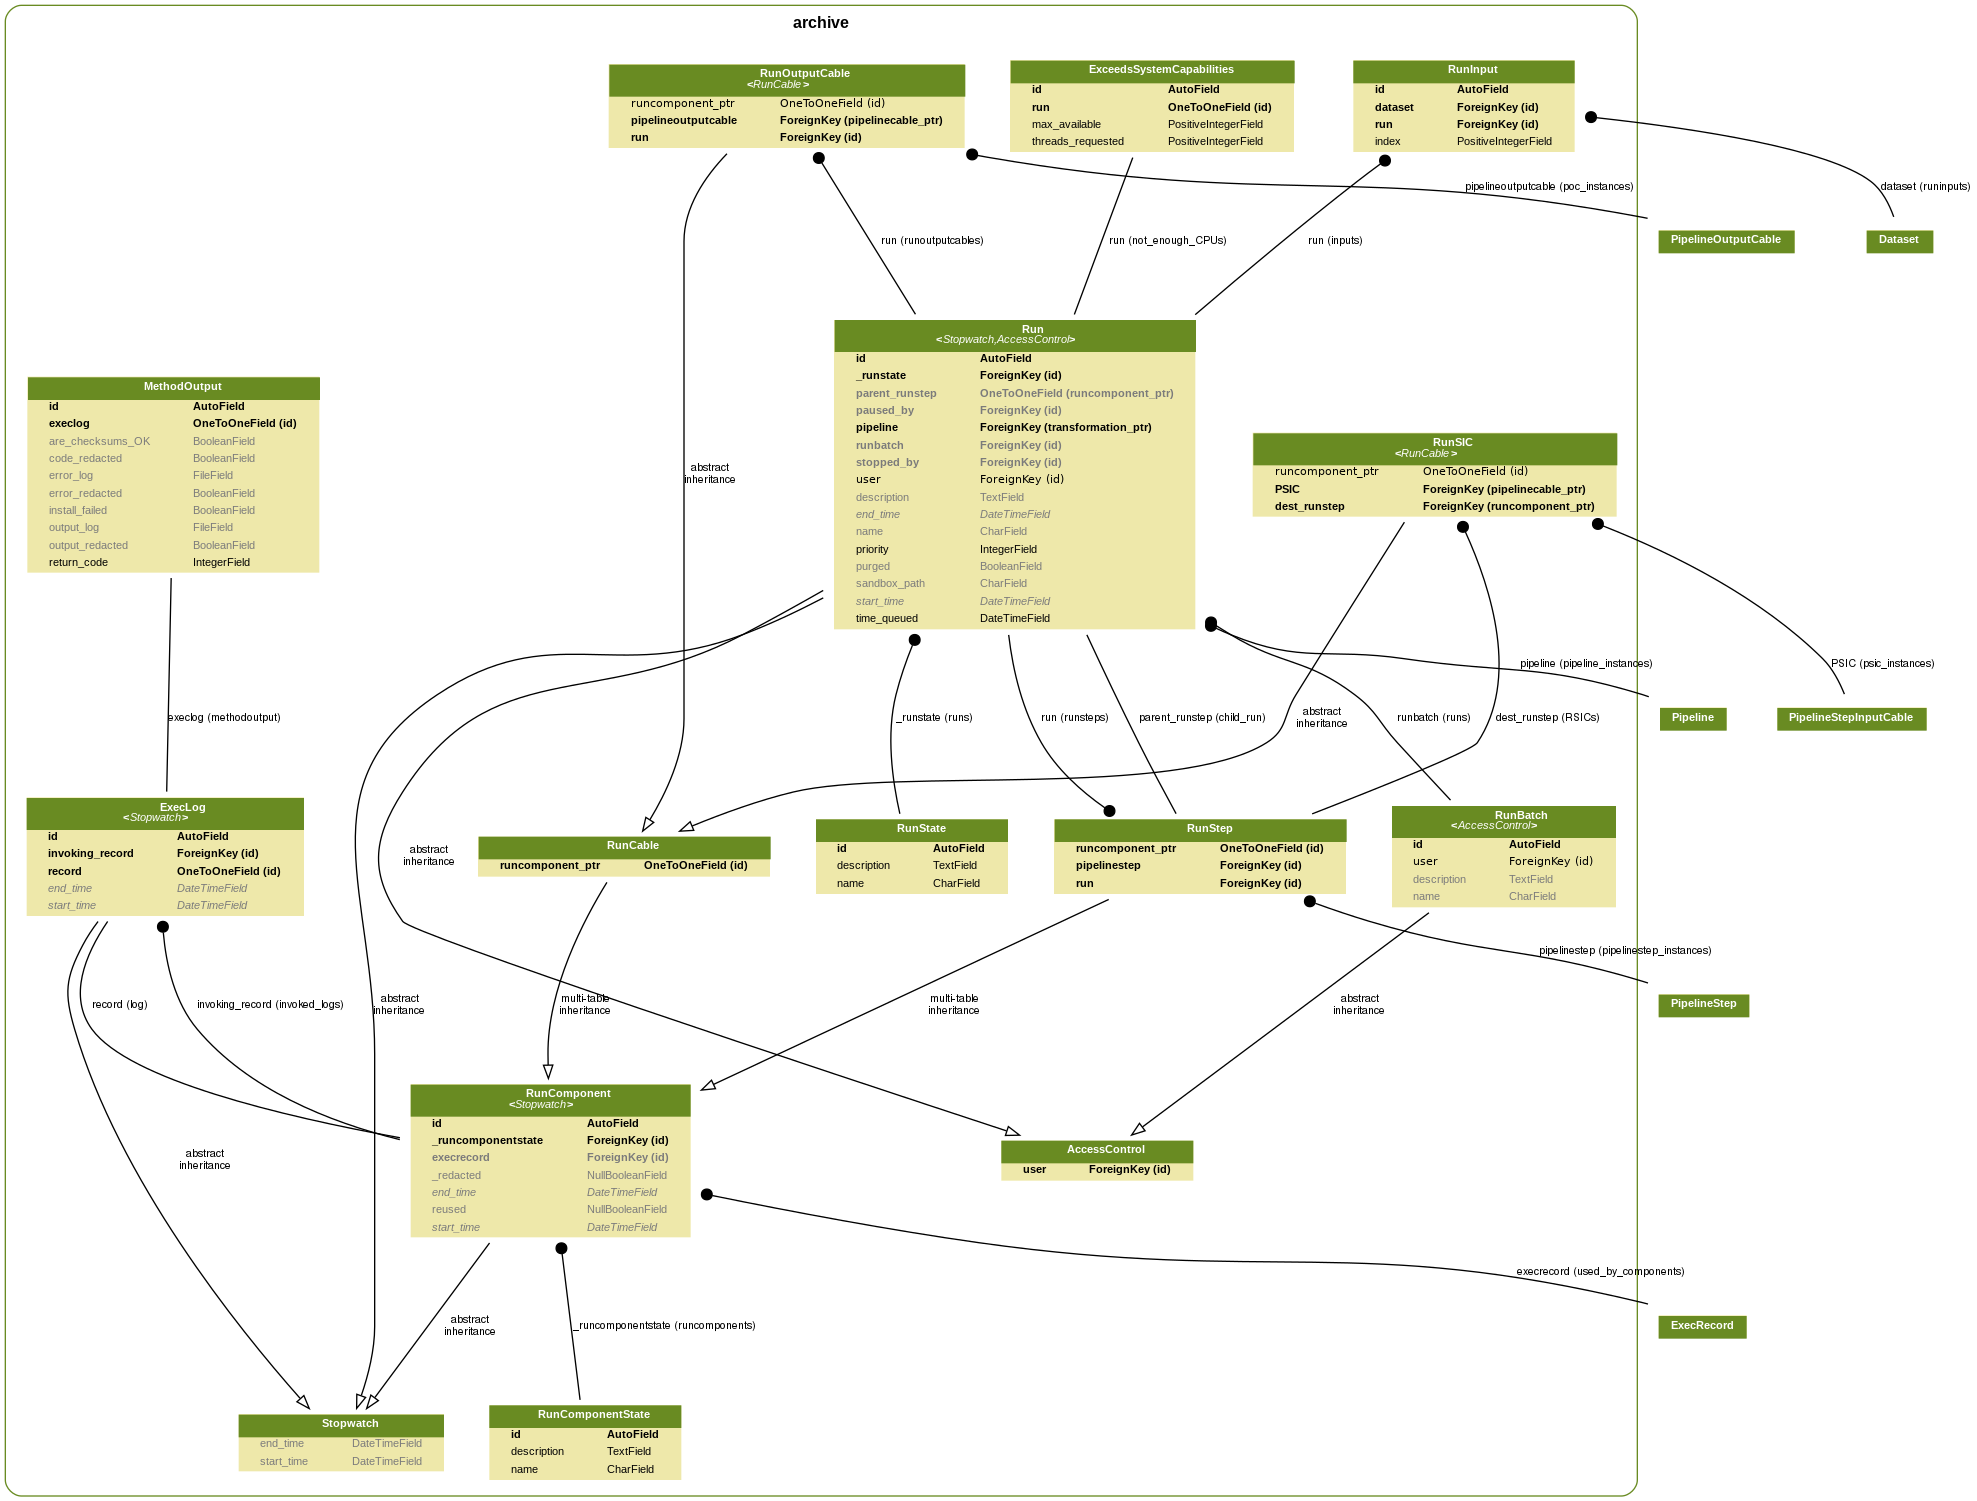 archive
RunOutputCable
<RunCable>
runcomponent_ptr OneToOneField (id)
pipelineoutputcable ForeignKey (pipelinecable_ptr)
run ForeignKey (id)
ExceedsSystemCapabilities
id AutoField
run OneToOneField (id)
max_available PositiveIntegerField
threads_requested PositiveIntegerField
RunInput
id AutoField
dataset ForeignKey (id)
run ForeignKey (id)
index PositiveIntegerField
pipelineoutputcable (poc_instances)
dataset (runinputs)
run (runoutputcables)
run (not_enough_CPUs)
run (inputs)
PipelineOutputCable
Dataset
Run
<Stopwatch,AccessControl>
id AutoField
_runstate ForeignKey (id)
parent_runstep OneToOneField (runcomponent_ptr)
paused_by ForeignKey (id)
pipeline ForeignKey (transformation_ptr)
runbatch ForeignKey (id)
stopped_by ForeignKey (id)
user ForeignKey (id)
description TextField
end_time DateTimeField
name CharField
priority IntegerField
purged BooleanField
sandbox_path CharField
start_time DateTimeField
time_queued DateTimeField
MethodOutput
id AutoField
execlog OneToOneField (id)
are_checksums_OK BooleanField
code_redacted BooleanField
error_log FileField
error_redacted BooleanField
install_failed BooleanField
output_log FileField
output_redacted BooleanField
return_code IntegerField
RunSIC
<RunCable>
runcomponent_ptr OneToOneField (id)
PSIC ForeignKey (pipelinecable_ptr)
dest_runstep ForeignKey (runcomponent_ptr)
abstract
inheritance
pipeline (pipeline_instances)
PSIC (psic_instances)
execlog (methodoutput)
_runstate (runs)
run (runsteps)
parent_runstep (child_run)
abstract
inheritance
runbatch (runs)
dest_runstep (RSICs)
Pipeline
PipelineStepInputCable
ExecLog
<Stopwatch>
id AutoField
invoking_record ForeignKey (id)
record OneToOneField (id)
end_time DateTimeField
start_time DateTimeField
abstract
inheritance
RunCable
runcomponent_ptr OneToOneField (id)
RunState
id AutoField
description TextField
name CharField
RunStep
runcomponent_ptr OneToOneField (id)
pipelinestep ForeignKey (id)
run ForeignKey (id)
RunBatch
<AccessControl>
id AutoField
user ForeignKey (id)
description TextField
name CharField
pipelinestep (pipelinestep_instances)
record (log)
invoking_record (invoked_logs)
abstract
inheritance
multi-table
inheritance
multi-table
inheritance
abstract
inheritance
PipelineStep
RunComponent
<Stopwatch>
id AutoField
_runcomponentstate ForeignKey (id)
execrecord ForeignKey (id)
_redacted NullBooleanField
end_time DateTimeField
reused NullBooleanField
start_time DateTimeField
AccessControl
user ForeignKey (id)
abstract
inheritance
execrecord (used_by_components)
abstract
inheritance
_runcomponentstate (runcomponents)
ExecRecord
Stopwatch
end_time DateTimeField
start_time DateTimeField
RunComponentState
id AutoField
description TextField
name CharField